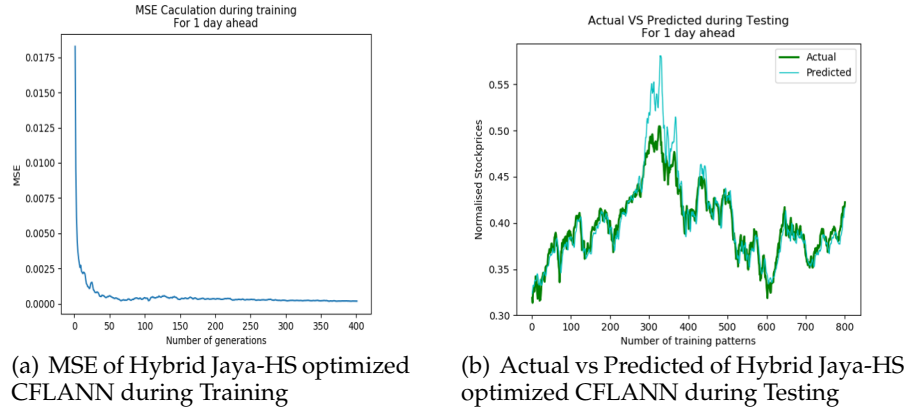 MSE Caculation during training
For 1 day ahead
0.0175
0.0150
0.0125
0.0100
0.0075
0.0050
0.0025
0.0000
MSE
0 50 100 150 200 250 300 350 400
Number of generations
(a) MSE of Hybrid Jaya-HS optimized
CFLANN during Training
Actual VS Predicted during Testing
For 1 day ahead
Actual
Predicted
0.55
0.50
0.45
0.40
0.35
0.30
Normalised Stockprices
0 100 200 300 400 500 600 700 800
Number of training patterns
(b) Actual vs Predicted of Hybrid Jaya-HS
optimized CFLANN during Testing